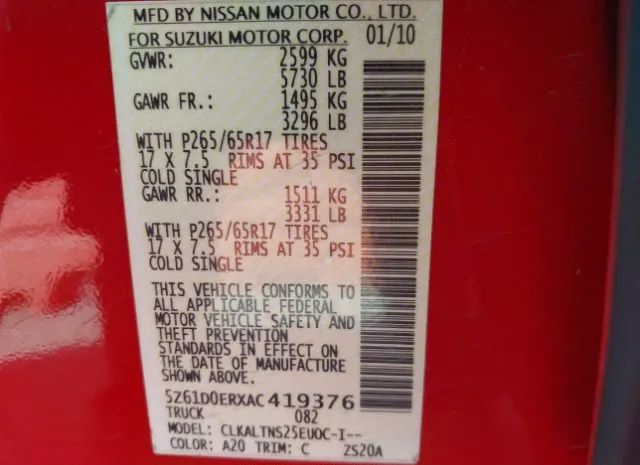 MFD BY NISSAN MOTOR CO., LTD.
FOR SUZUKI MOTOR CORP. 01/10
GVWR: 2599 KG
5730 LB
GAWR FR.: 1495 KG
3296 LB
WITH P265/65R17 TIRES
17 X 7.5 RIMS AT 35 PSI
COLD SINGLE
GAWR RR.: 1511 KG
3331 LB
WITH P265/65R17 TIRES
17 X 7.5 RIMS AT 35 PSI
COLD SINGLE
THIS VEHICLE CONFORMS TO
ALL APPLICABLE FEDERAL
MOTOR VEHICLE SAFETY AND
THEFT PREVENTION
STANDARDS IN EFFECT ON
THE DATE OF MANUFACTURE
SHOWN ABOVE.
5Z61D0ERXAC419376
TRUCK 082
MODEL: CLKALTNS25EUOC-I--
COLOR: A20 TRIM: C ZS20A